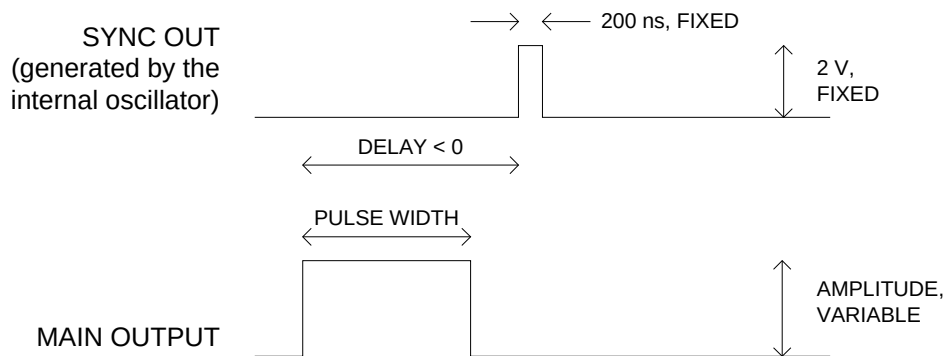 SYNC OUT
(generated by the
internal oscillator)
200 ns, FIXED
2 V,
FIXED
DELAY < 0
PULSE WIDTH
MAIN OUTPUT
AMPLITUDE,
VARIABLE